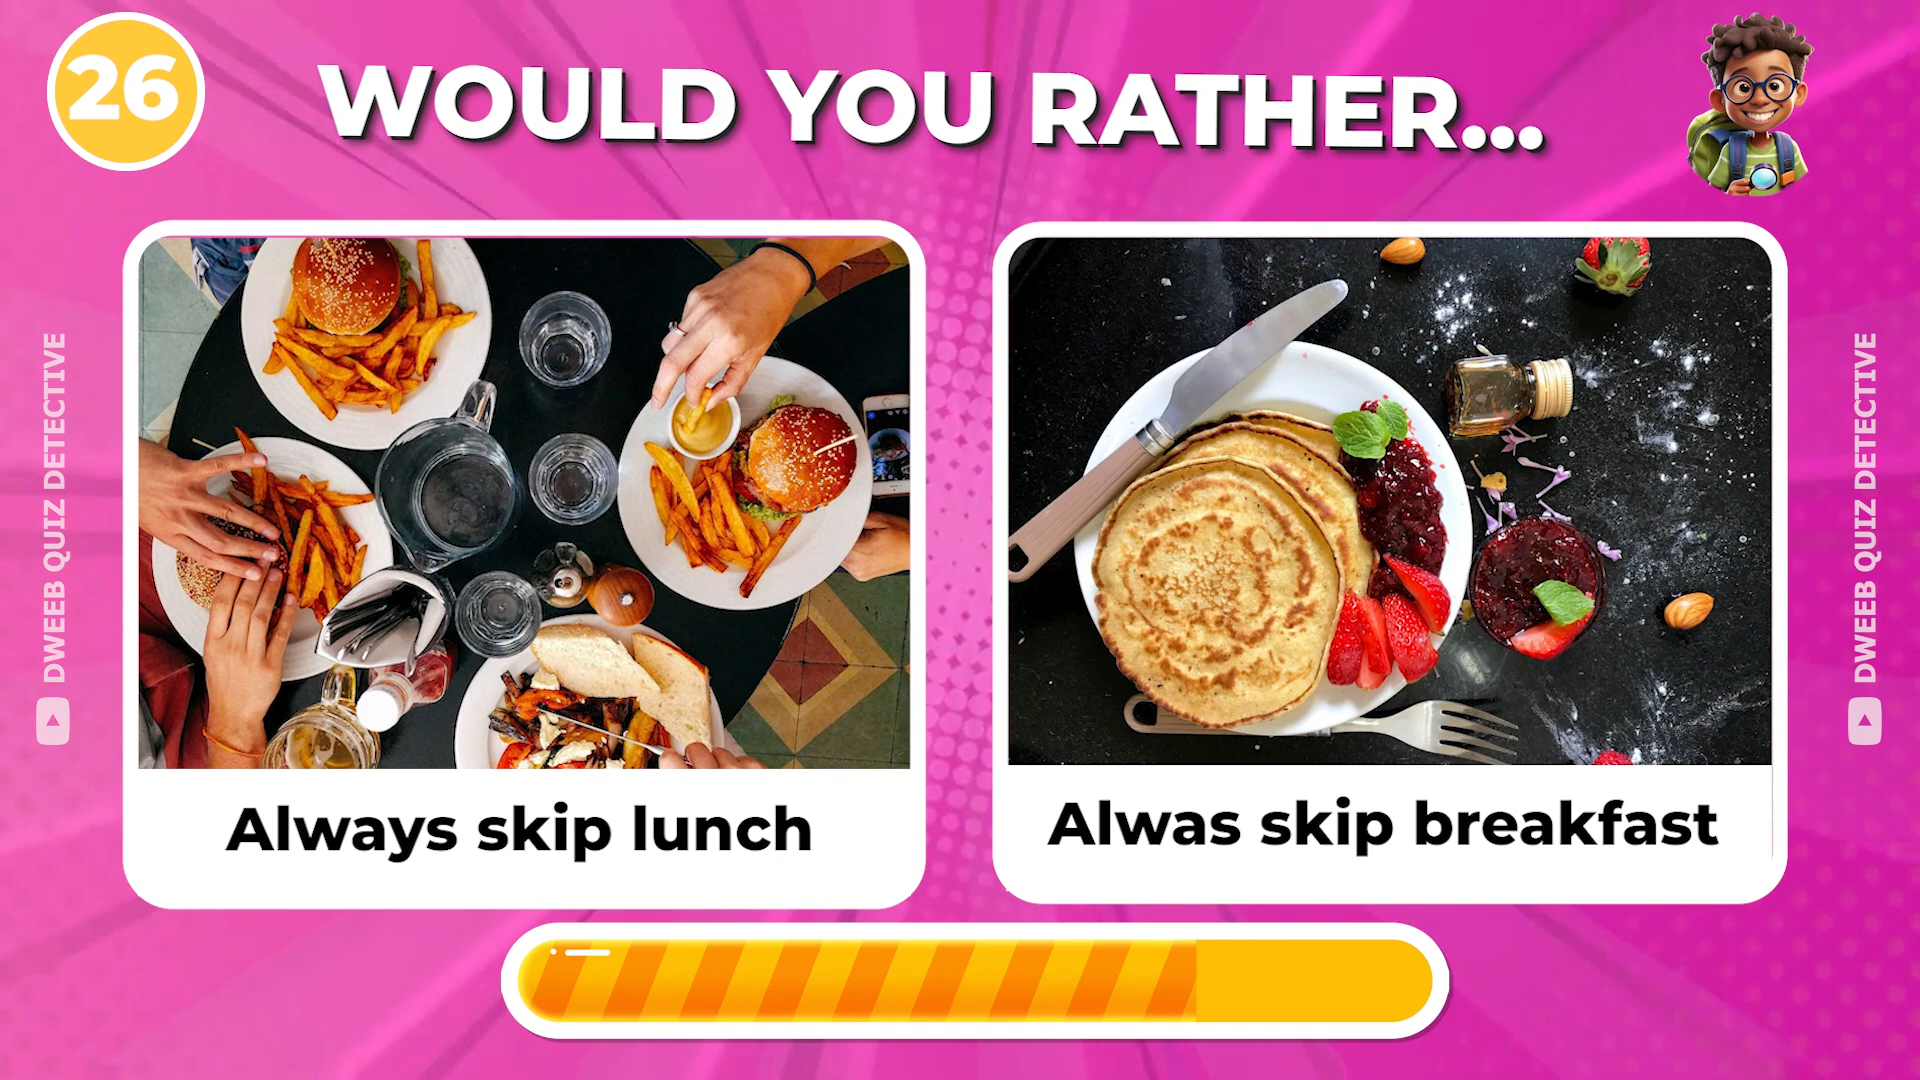 26
WOULD YOU RATHER...
DWEEB QUIZ DETECTIVE
Always skip lunch
Alwas skip breakfast
DWEEB QUIZ DETECTIVE